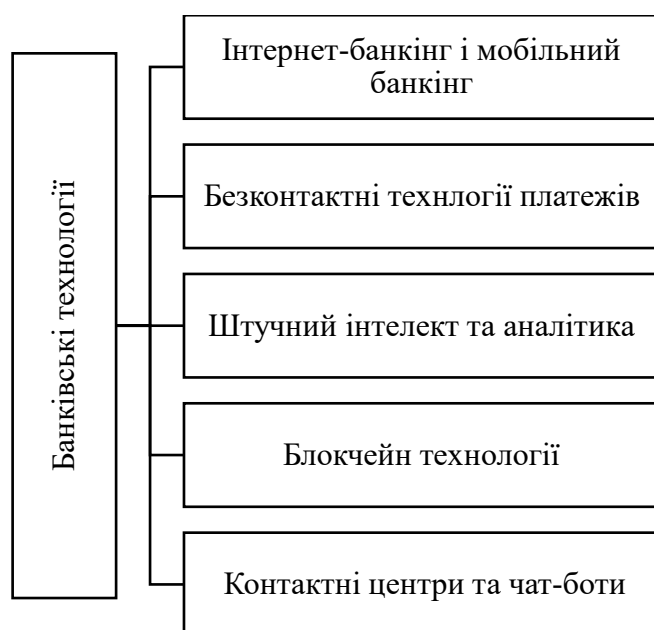 Банківські технології
Інтернет-банкінг і мобільний
банкінг
Безконтактні технлогії платежів
Штучний інтелект та аналітика
Блокчейн технології
Контактні центри та чат-боти